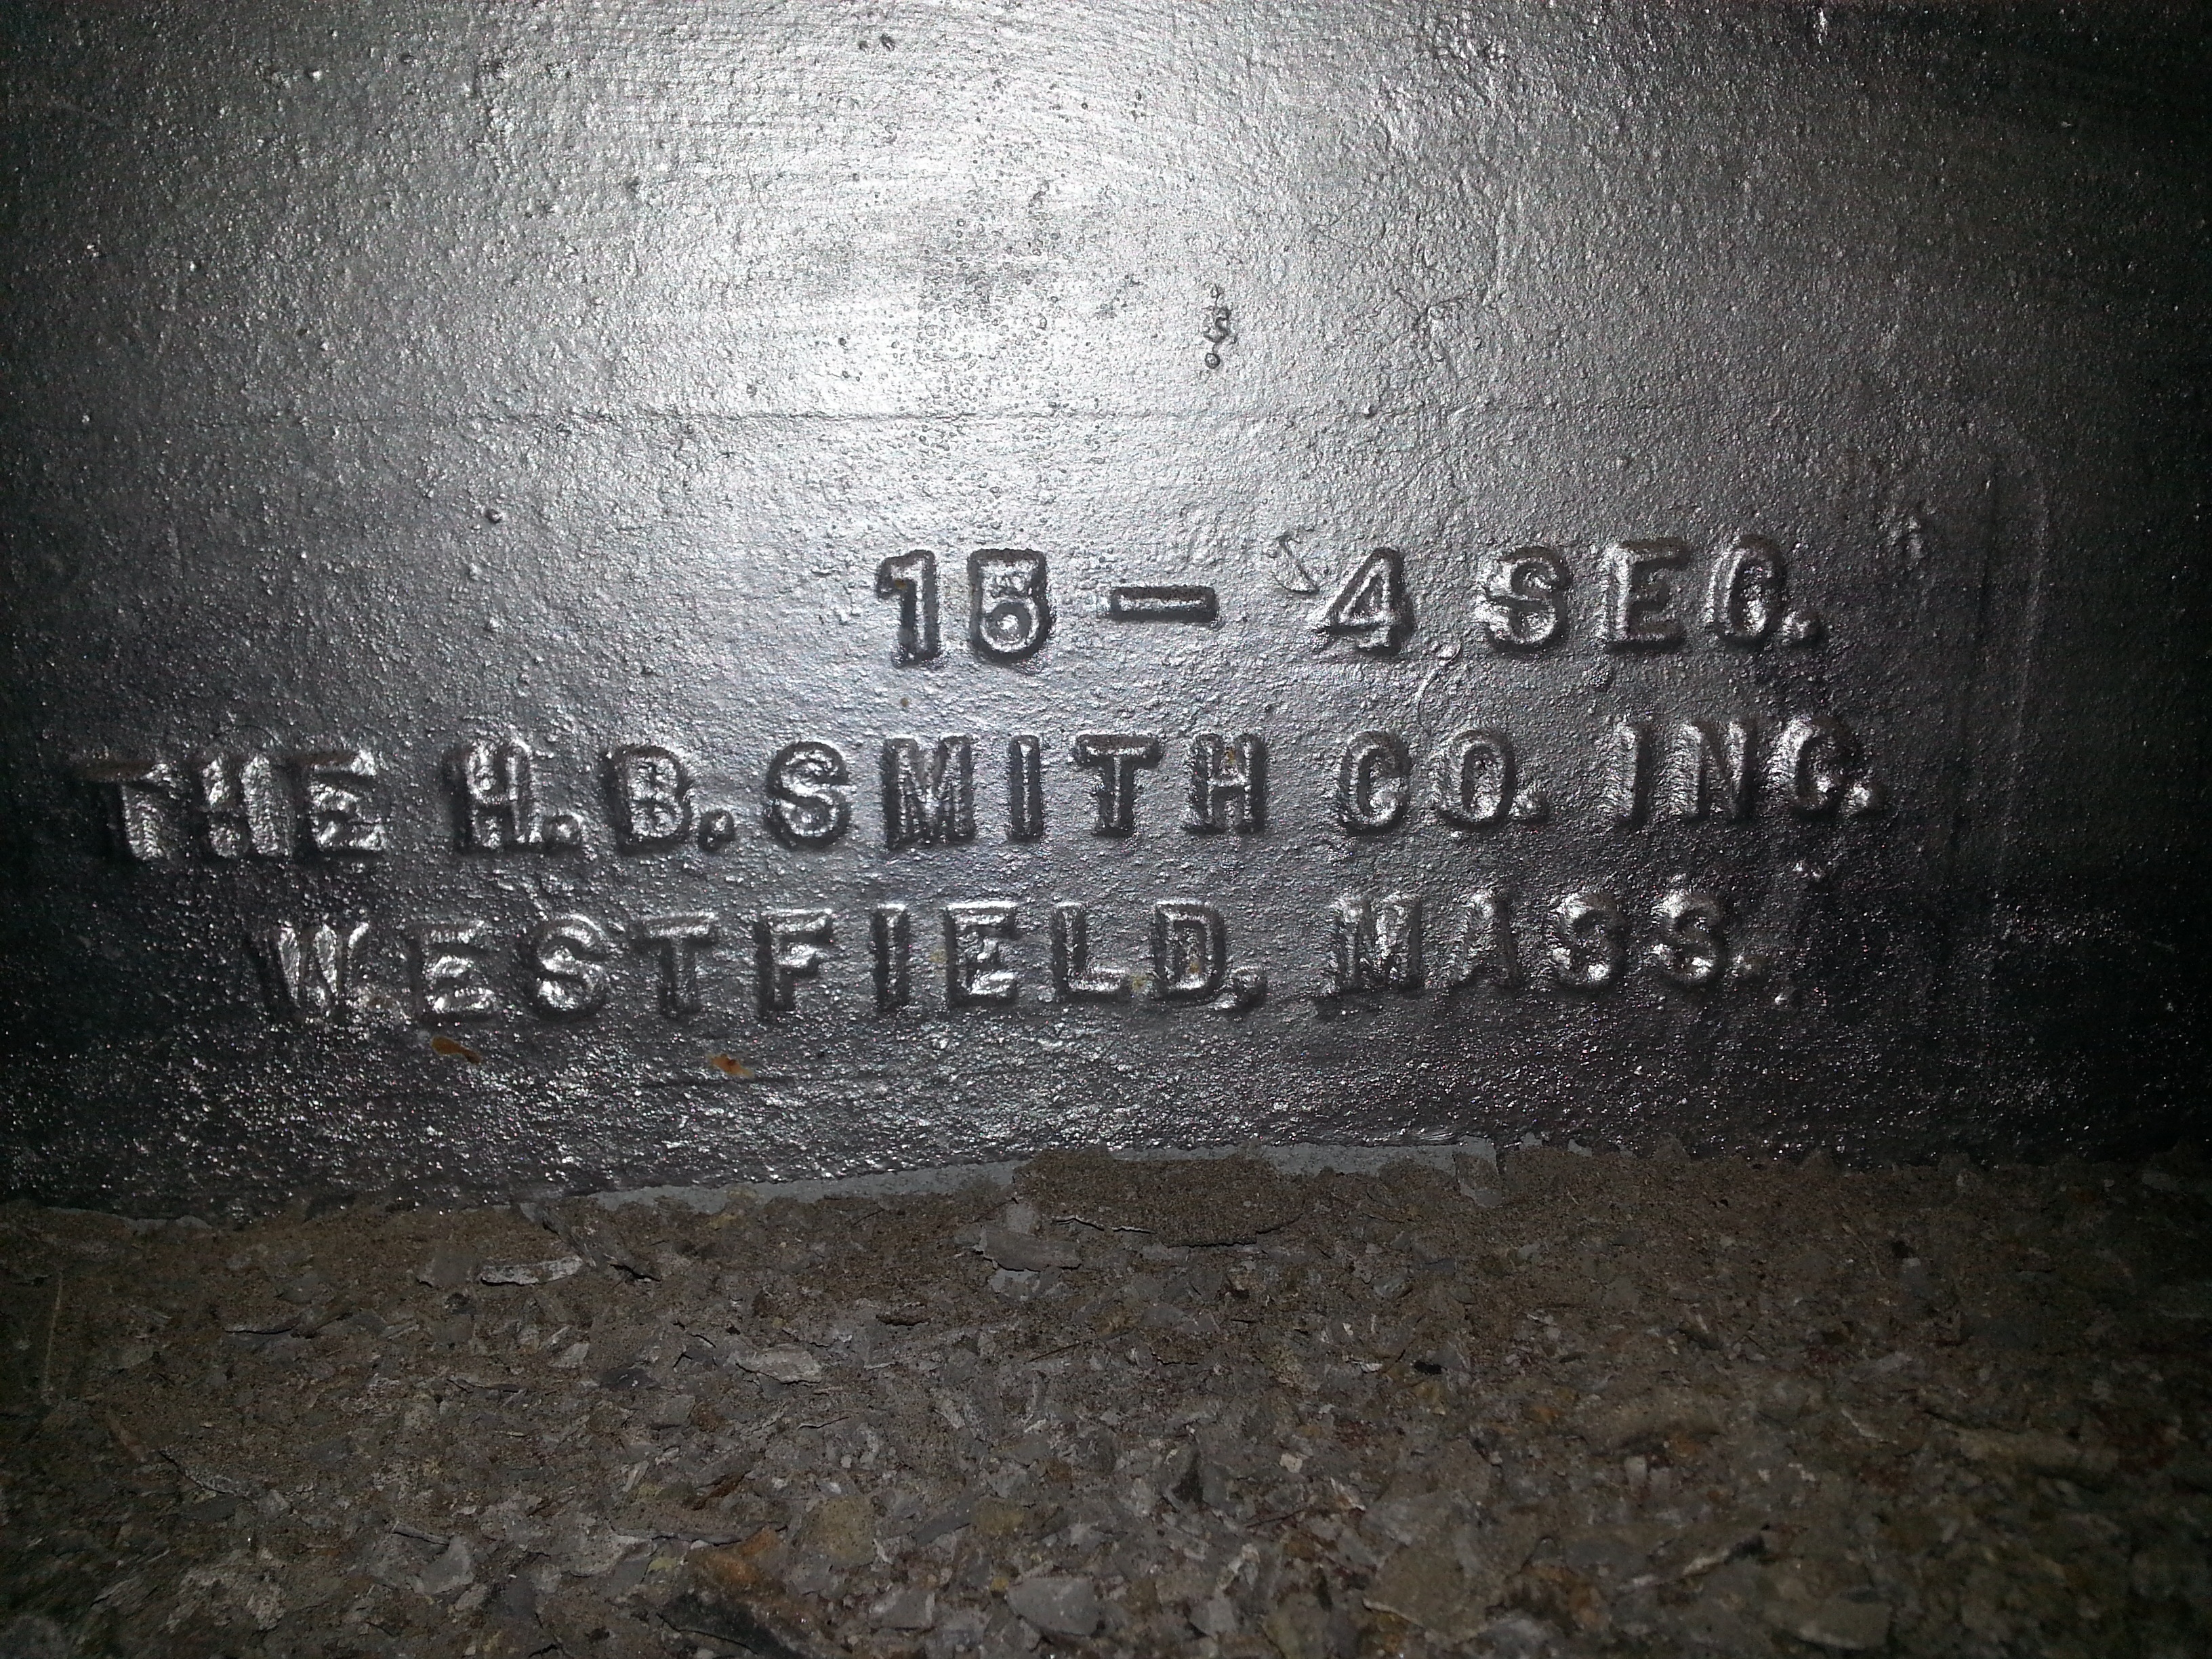 15 — 4 SEC.
THE H.B. SMITH CO. INC.
WESTFIELD, MASS.